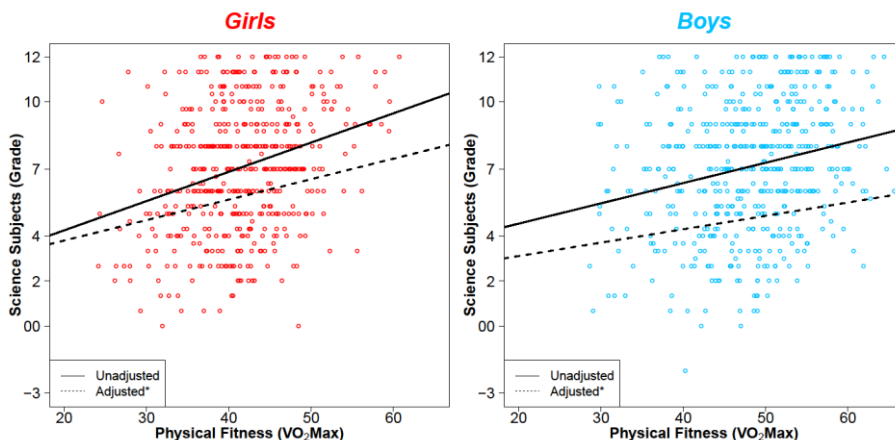 Girls
Science Subjects (Grade)
12
10
7
4
2
00
−3
Unadjusted
Adjusted*
20
30
40
50
60
Physical Fitness (VO₂Max)
Boys
Science Subjects (Grade)
12
10
7
4
2
00
−3
Unadjusted
Adjusted*
20
30
40
50
60
Physical Fitness (VO₂Max)